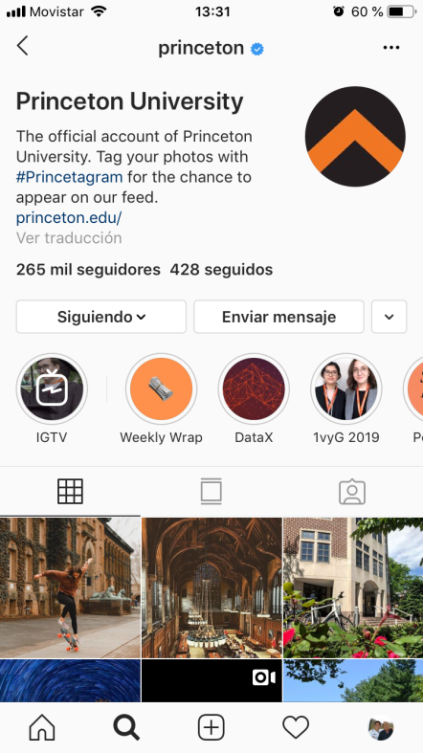 Movistar 13:31 60 %
princeton
Princeton University
The official account of Princeton
University. Tag your photos with
#Princetagram for the chance to
appear on our feed.
princeton.edu/
Ver traducción
265 mil seguidores 428 seguidos
Siguiendo Enviar mensaje
IGTV Weekly Wrap DataX 1vyG 2019